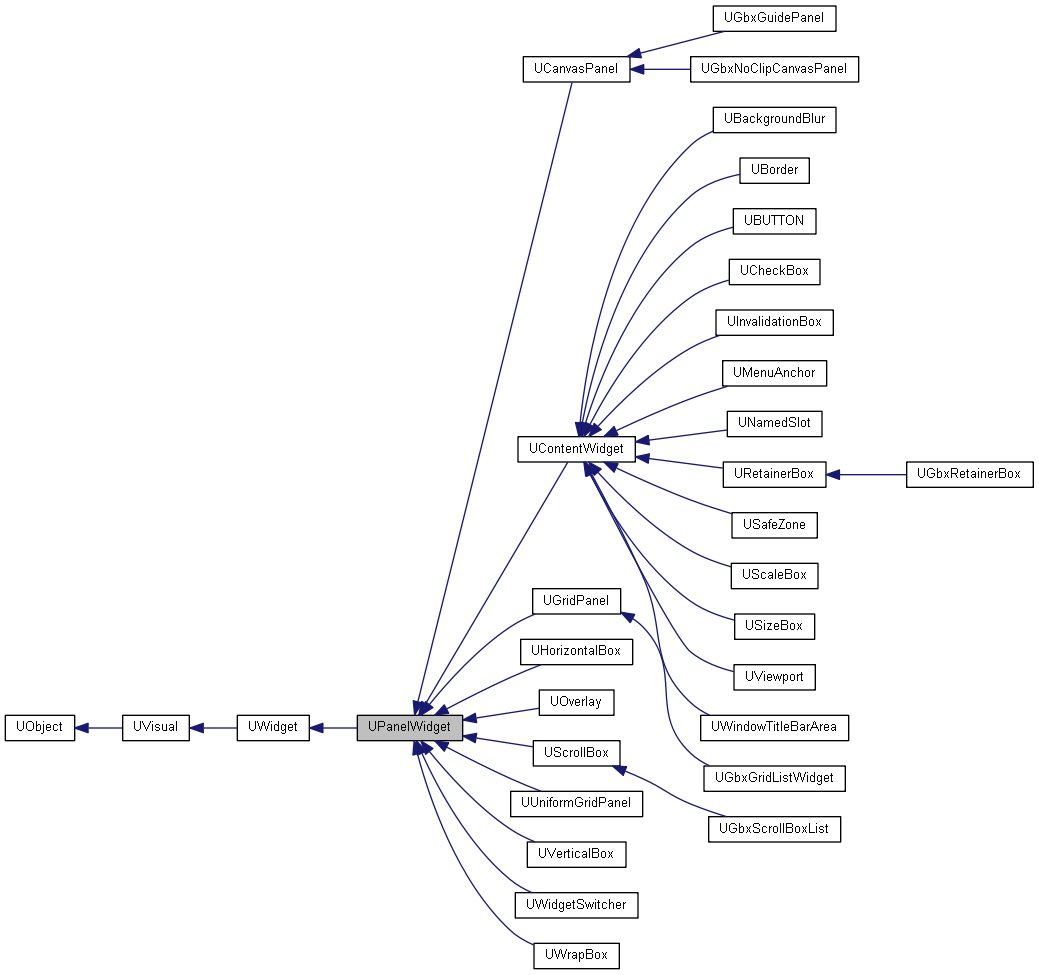 UGbxGuidePanel
UCanvasPanel
UGbxNoClipCanvasPanel
UBackgroundBlur
UBorder
UBUTTON
UCheckBox
UInvalidationBox
UMenuAnchor
UNamedSlot
UContentWidget
URetainerBox
UGbxRetainerBox
USafeZone
UScaleBox
UGridPanel
USizeBox
UHorizontalBox
UViewport
UOverlay
UObject
UVisual
UWidget
UPanelWidget
UWindowTitleBarArea
UScrollBox
UGbxGridListWidget
UUniformGridPanel
UGbxScrollBoxList
UVerticalBox
UWidgetSwitcher
UWrapBox